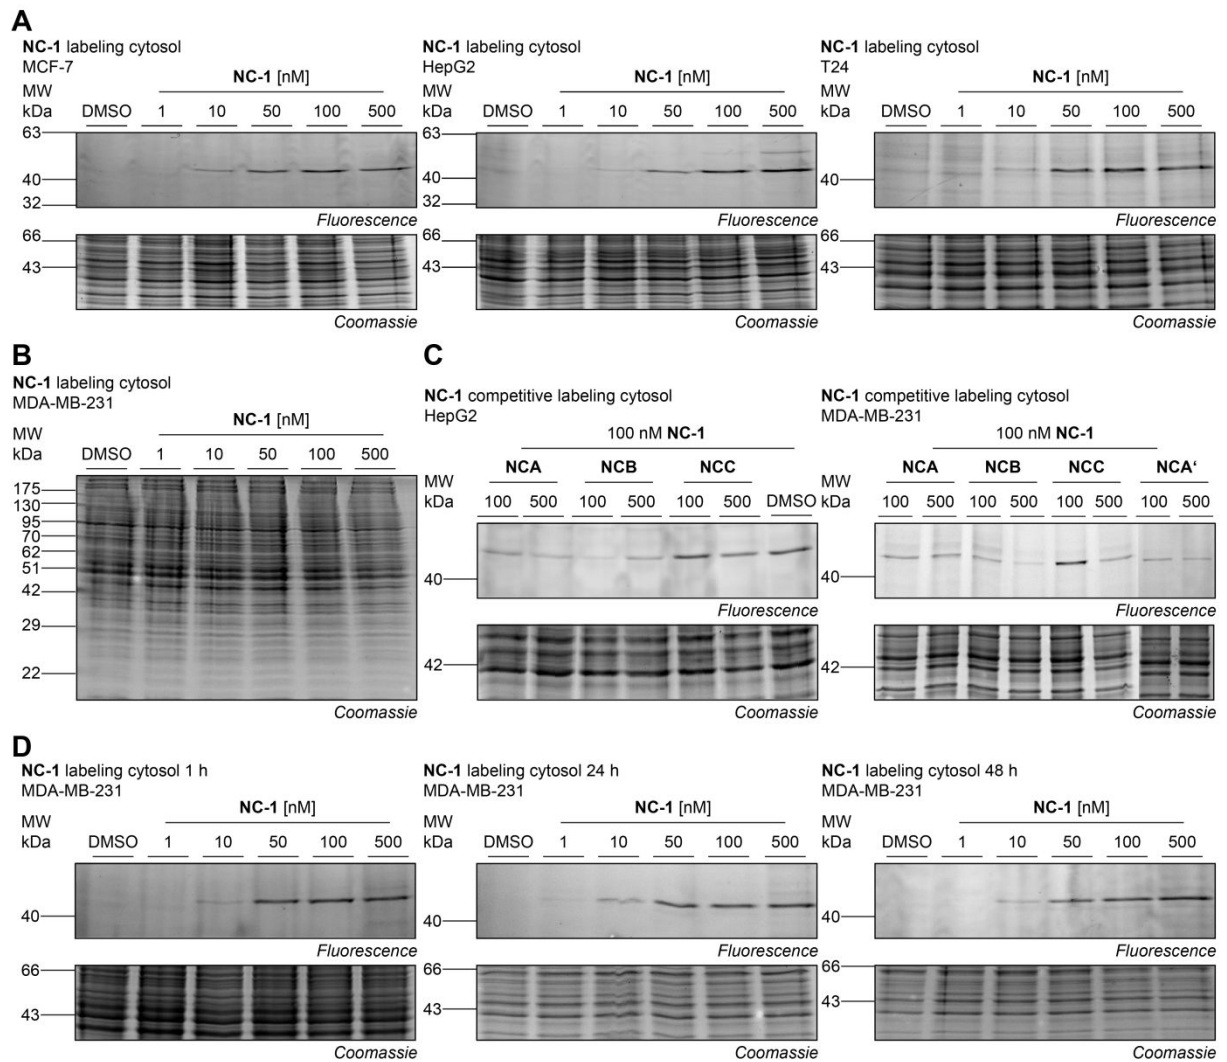 A
NC-1 labeling cytosol
MCF-7
NC-1 [nM]
MW
kDa DMSO 1 10 50 100 500
63
40
32
Fluorescence
66
43
Coomassie
NC-1 labeling cytosol
HepG2
NC-1 [nM]
MW
kDa DMSO 1 10 50 100 500
63
40
32
Fluorescence
66
43
Coomassie
NC-1 labeling cytosol
T24
NC-1 [nM]
MW
kDa DMSO 1 10 50 100 500
40
Fluorescence
66
43
Coomassie
B
NC-1 labeling cytosol
MDA-MB-231
NC-1 [nM]
MW
kDa DMSO 1 10 50 100 500
175
130
95
70
62
51
42
29
22
Coomassie
C
NC-1 competitive labeling cytosol
HepG2
100 nM NC-1
NCA NCB NCC
MW
kDa 100 500 100 500 100 500 DMSO
40
Fluorescence
42
Coomassie
NC-1 competitive labeling cytosol
MDA-MB-231
100 nM NC-1
NCA NCB NCC NCA‘
MW
kDa 100 500 100 500 100 500 100 500
40
Fluorescence
42
Coomassie
D
NC-1 labeling cytosol 1 h
MDA-MB-231
NC-1 [nM]
MW
kDa DMSO 1 10 50 100 500
40
Fluorescence
66
43
Coomassie
NC-1 labeling cytosol 24 h
MDA-MB-231
NC-1 [nM]
MW
kDa DMSO 1 10 50 100 500
40
Fluorescence
66
43
Coomassie
NC-1 labeling cytosol 48 h
MDA-MB-231
NC-1 [nM]
MW
kDa DMSO 1 10 50 100 500
40
Fluorescence
66
43
Coomassie